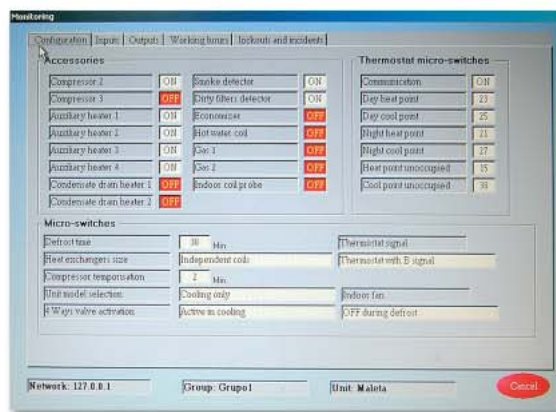 Monitoring
Configuration Inputs Outputs Working hours lockouts and incidents
Accessories
Compressor 2 ON
Compressor 3 OFF
Auxiliary heater 1 ON
Auxiliary heater 2 ON
Auxiliary heater 3 ON
Auxiliary heater 4 ON
Condensate drain heater 1 OFF
Condensate drain heater 2 OFF
Smoke detector ON
Dirty filters detector ON
Economizer OFF
Hot water coil OFF
Gas 1 OFF
Gas 2 OFF
Indoor coil probe OFF
Thermostat micro-switches
Communication ON
Day heat point 23
Day cool point 25
Night heat point 21
Night cool point 27
Heat point unoccupied 15
Cool point unoccupied
Micro-switches
Defrost time 30 Min.
Heat exchangers size Independent coils
Compressor temporisation 2 Min.
Unit model selection Cooling only
4 Ways valve activation Active in cooling
Thermostat signal
Thermostat with B signal
Indoor fan
OFF during defrost
Network: 127.0.0.1 Group: Grupo1 Unit: Maleta Cancel